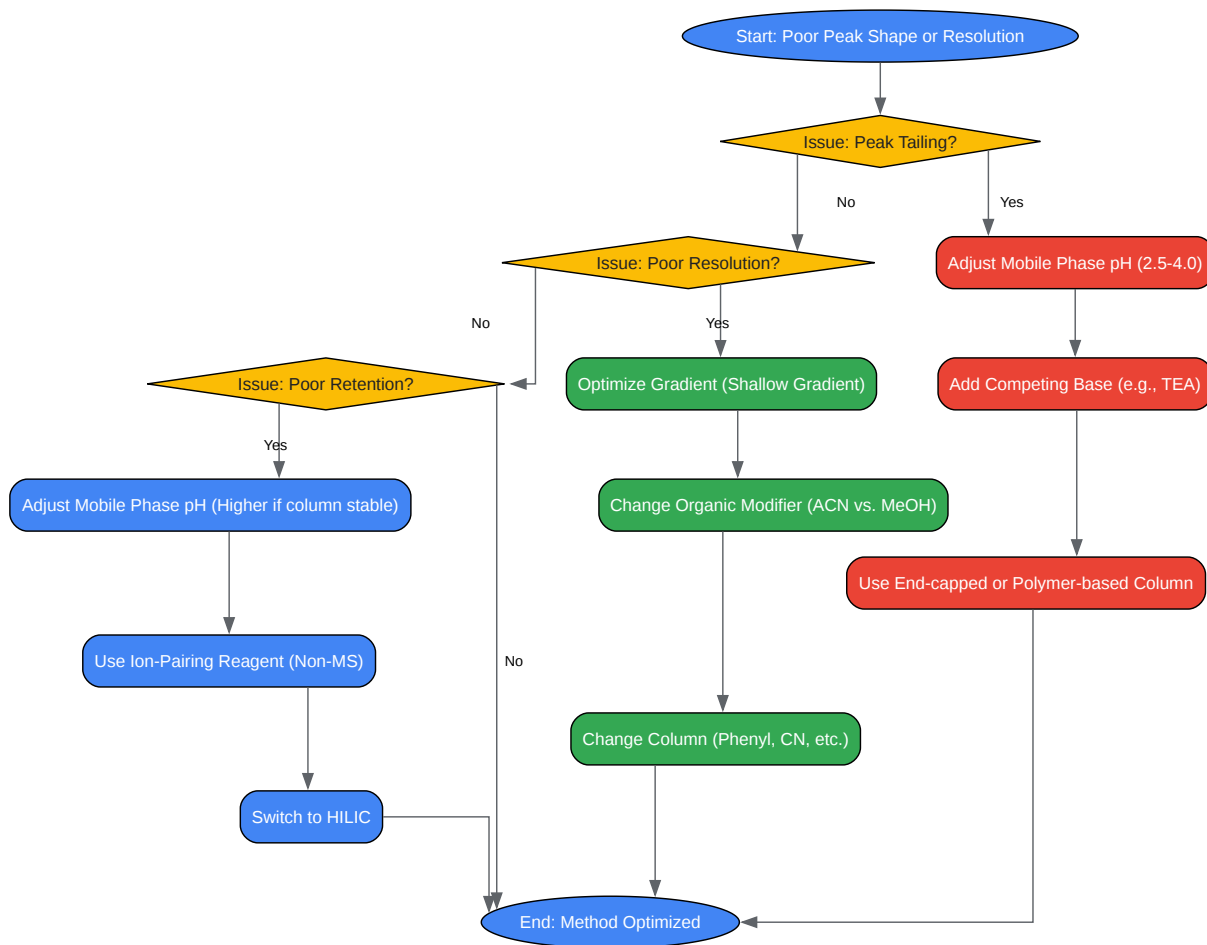 Start: Poor Peak Shape or Resolution
Issue: Peak Tailing?
No
Yes
Issue: Poor Resolution?
Adjust Mobile Phase pH (2.5-4.0)
No
Yes
Issue: Poor Retention?
Optimize Gradient (Shallow Gradient)
Add Competing Base (e.g., TEA)
Yes
Adjust Mobile Phase pH (Higher if column stable)
Change Organic Modifier (ACN vs. MeOH)
Use End-capped or Polymer-based Column
Use Ion-Pairing Reagent (Non-MS)
No
Change Column (Phenyl, CN, etc.)
Switch to HILIC
End: Method Optimized